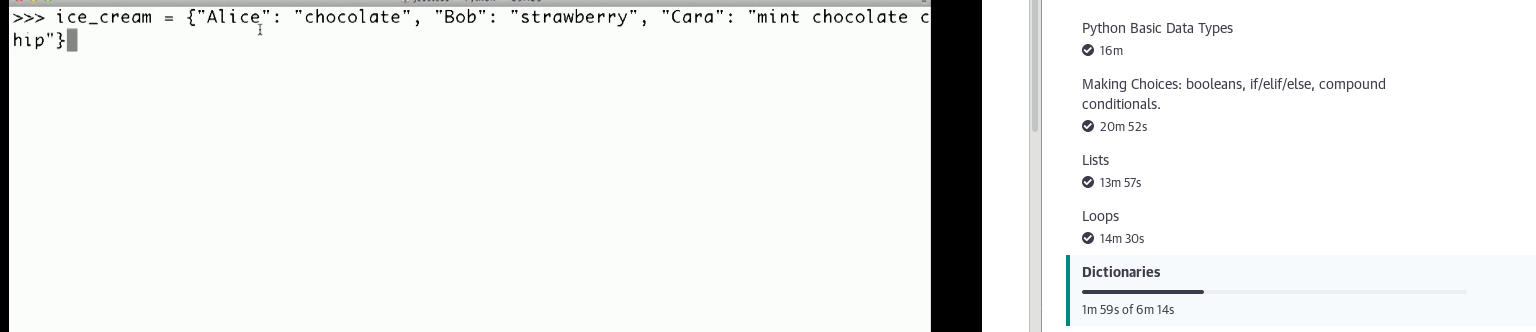 >>> ice_cream = {"Alice": "chocolate", "Bob": "strawberry", "Cara": "mint chocolate c
hip"}
Python Basic Data Types
16m
Making Choices: booleans, if/elif/else, compound
conditionals.
20m 52s
Lists
13m 57s
Loops
14m 30s
Dictionaries
1m 59s of 6m 14s